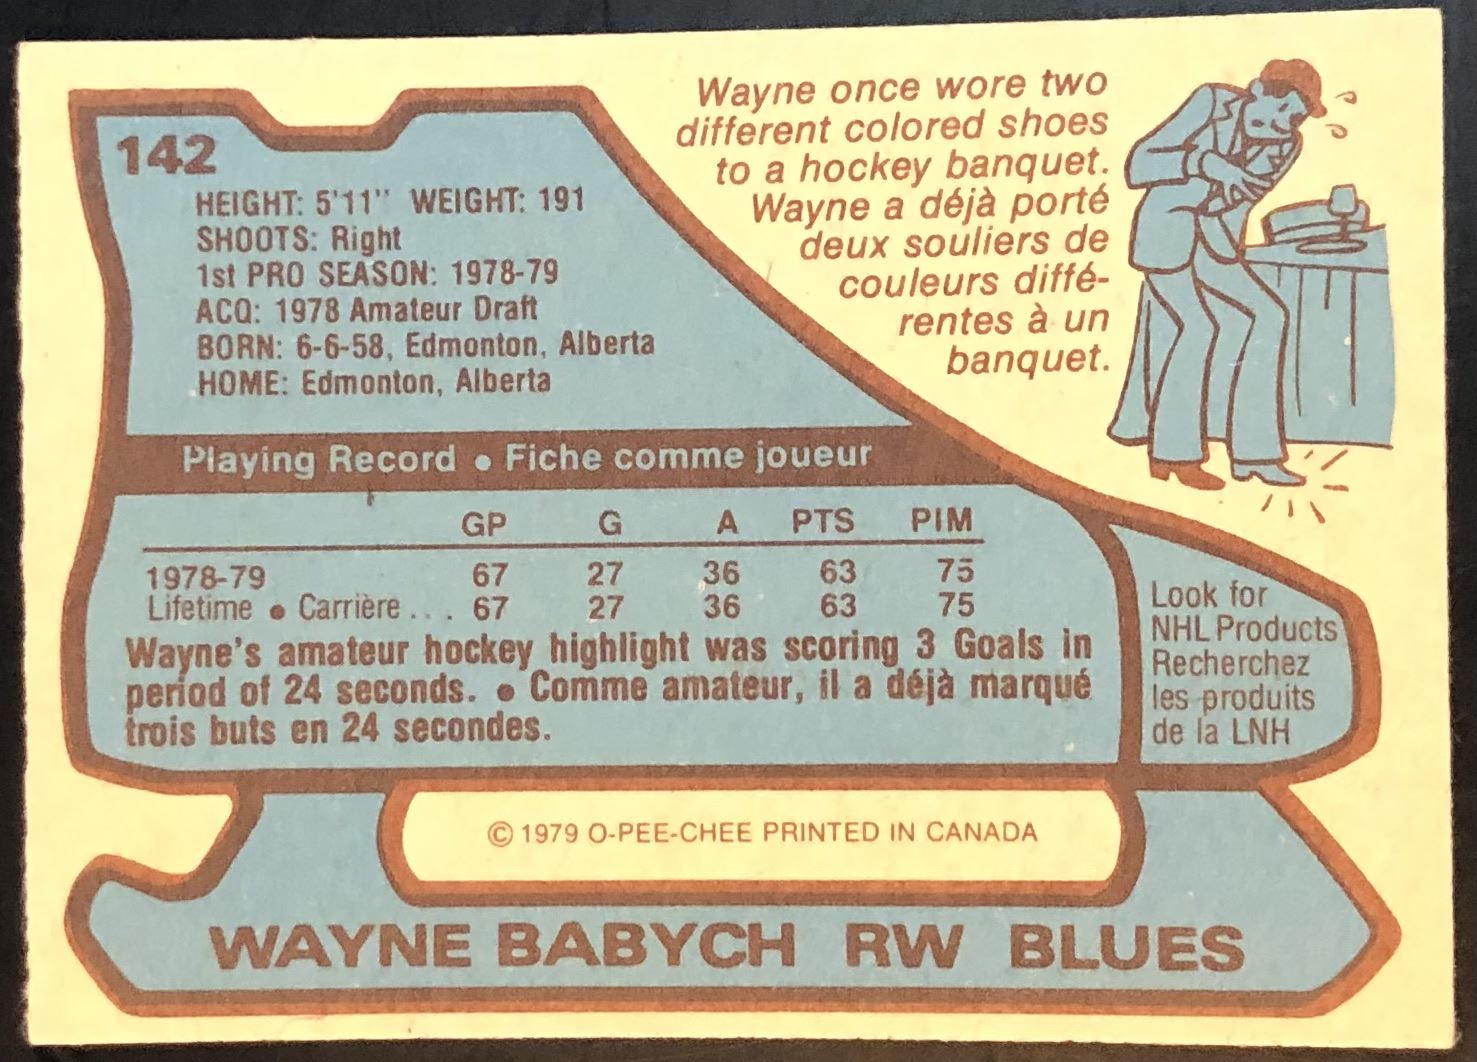 142
HEIGHT: 5'11" WEIGHT: 191
SHOOTS: Right
1st PRO SEASON: 1978-79
ACQ: 1978 Amateur Draft
BORN: 6-6-58, Edmonton, Alberta
HOME: Edmonton, Alberta
Wayne once wore two
different colored shoes
to a hockey banquet.
Wayne a déjà porté
deux souliers de
couleurs diffé-
rentes à un
banquet.
Playing Record • Fiche comme joueur
GP G A PTS PIM
1978-79 67 27 36 63 75
Lifetime • Carrière ... 67 27 36 63 75
Wayne's amateur hockey highlight was scoring 3 Goals in
period of 24 seconds. • Comme amateur, il a déjà marqué
trois buts en 24 secondes.
Look for
NHL Products
Recherchez
les produits
de la LNH
© 1979 O-PEE-CHEE PRINTED IN CANADA
WAYNE BABYCH RW BLUES